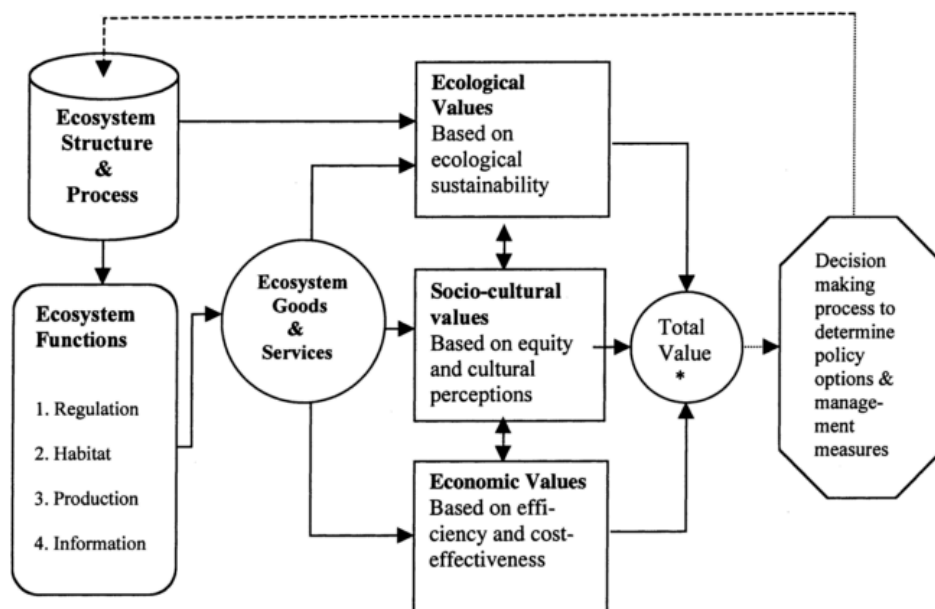 Ecosystem
Structure
&
Process
Ecosystem
Functions
1. Regulation
2. Habitat
3. Production
4. Information
Ecosystem
Goods
&
Services
Ecological
Values
Based on
ecological
sustainability
Socio-cultural
values
Based on equity
and cultural
perceptions
Economic Values
Based on effi-
ciency and cost-
effectiveness
Total
Value
*
Decision
making
process to
determine
policy
options &
manage-
ment
measures